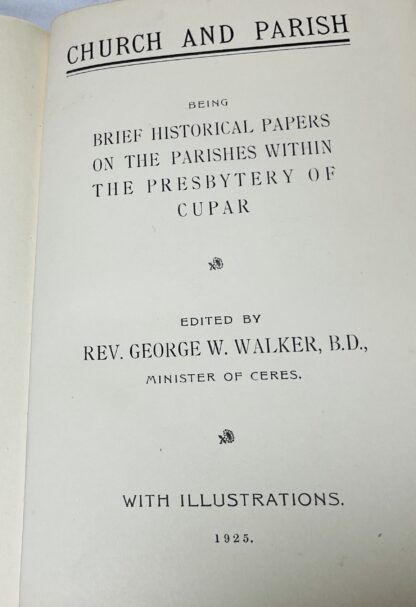 CHURCH AND PARISH
BEING
BRIEF HISTORICAL PAPERS
ON THE PARISHES WITHIN
THE PRESBYTERY OF
CUPAR
EDITED BY
REV. GEORGE W. WALKER, B.D.,
MINISTER OF CERES.
WITH ILLUSTRATIONS.
1925.